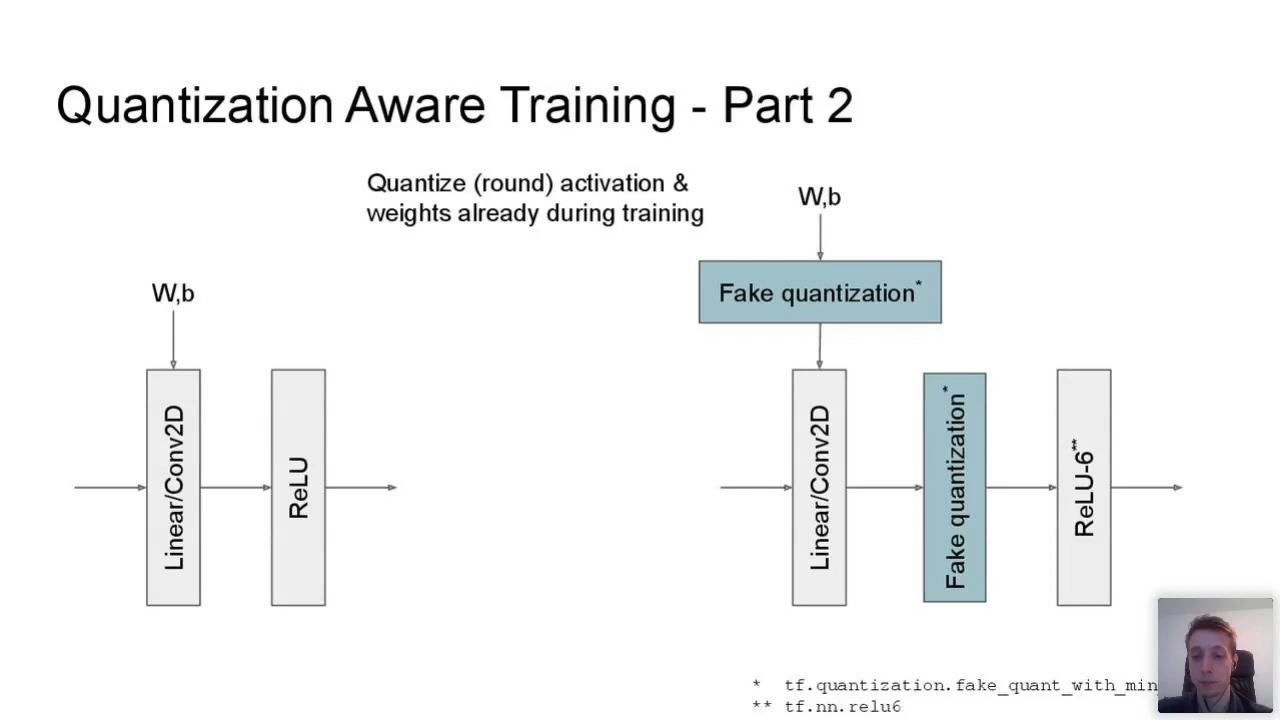 Quantization Aware Training - Part 2
Quantize (round) activation &
weights already during training
W,b
Linear/Conv2D
ReLU
W,b
Fake quantization*
Linear/Conv2D
Fake quantization*
ReLU-6**
* tf.quantization.fake_quant_with_min
** tf.nn.relu6